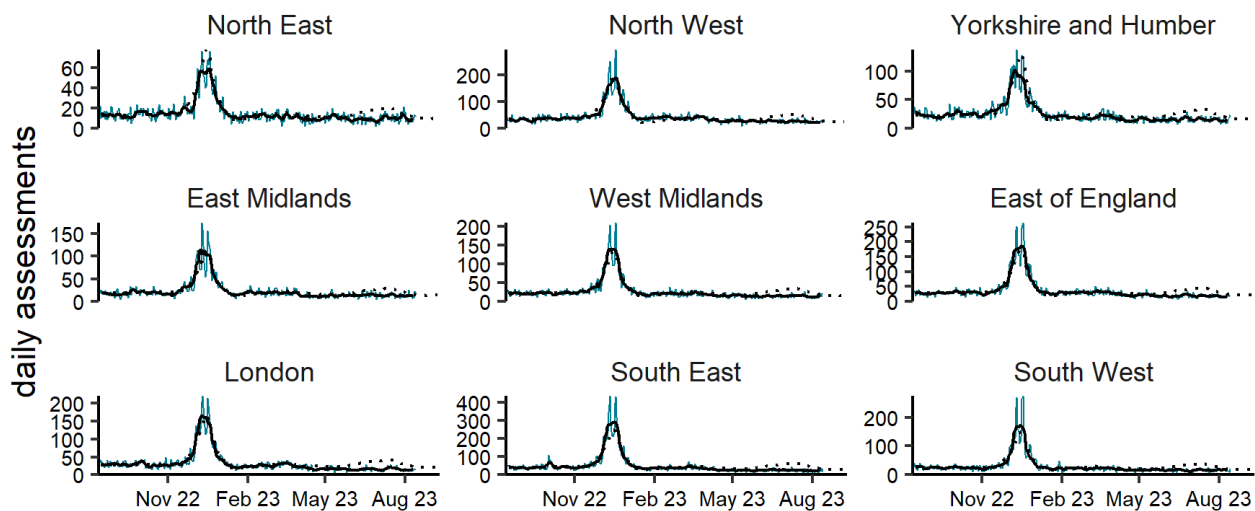 daily assessments
North East
60
40
20
0
North West
200
100
0
Yorkshire and Humber
100
50
0
East Midlands
150
100
50
0
West Midlands
200
150
100
50
0
East of England
250
200
150
100
50
0
London
200
150
100
50
0
Nov 22 Feb 23 May 23 Aug 23
South East
400
300
200
100
0
Nov 22 Feb 23 May 23 Aug 23
South West
200
100
0
Nov 22 Feb 23 May 23 Aug 23